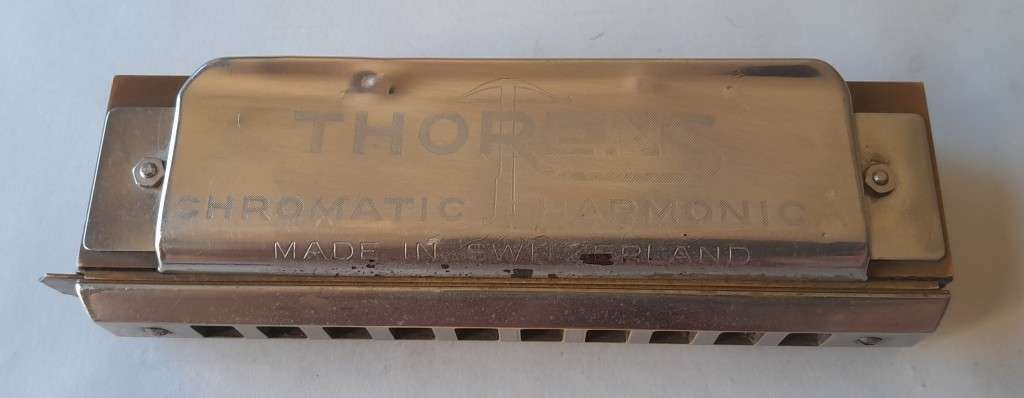 THORENS
CHROMATIC HARMONIC
MADE IN SWITZERLAND